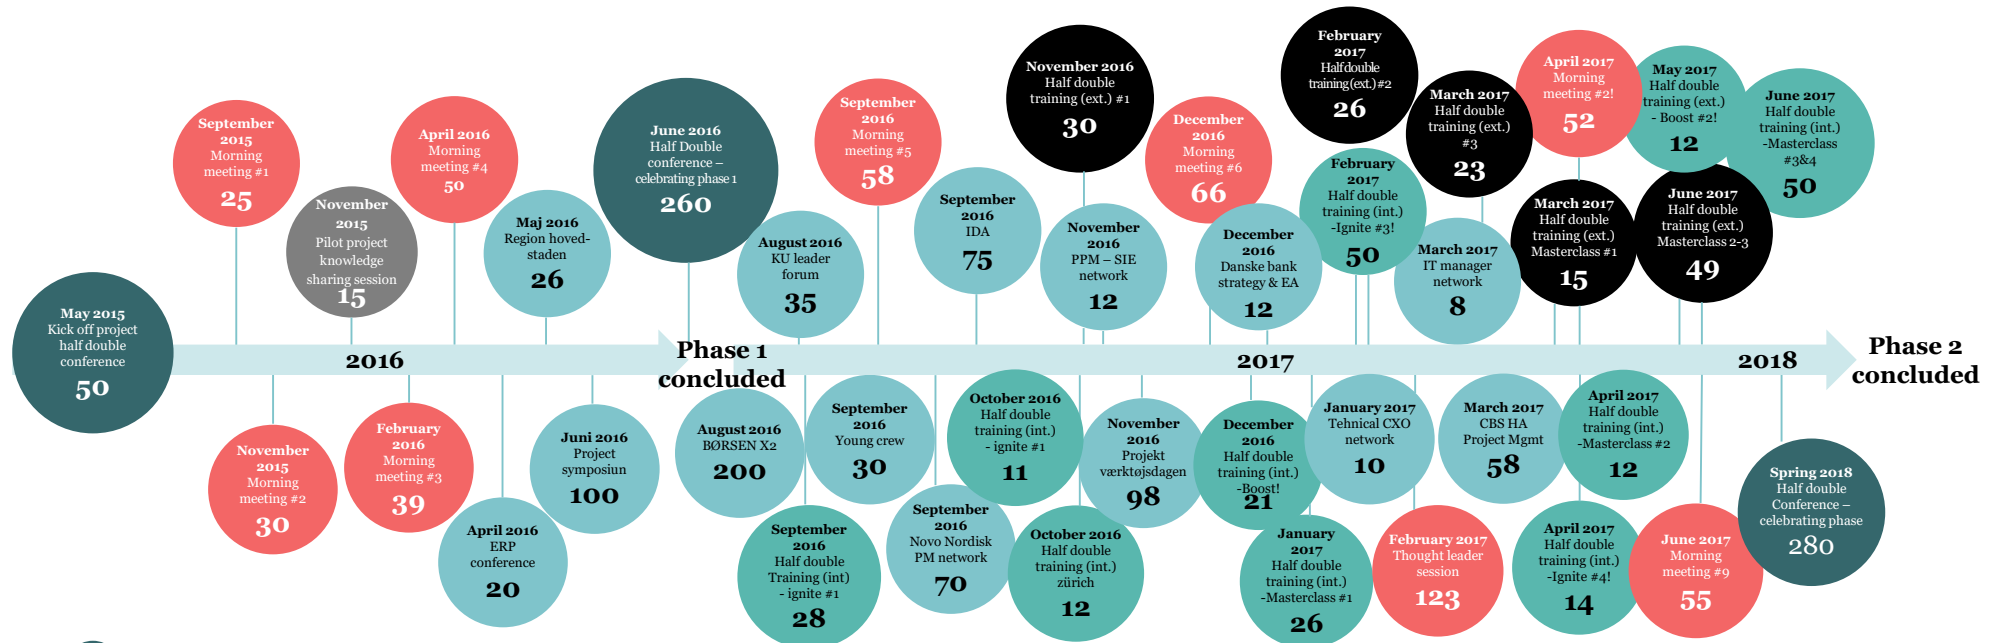 May 2015
Kick off project
half double
conference
50
September
2015
Morning
meeting #1
25
November
2015
Pilot project
knowledge
sharing session
15
April 2016
Morning
meeting #4
50
Maj 2016
Region hoved-
staden
26
June 2016
Half Double
conference –
celebrating phase 1
260
August 2016
KU leader
forum
35
September
2016
Morning
meeting #5
58
September
2016
IDA
75
November 2016
Half double
training (ext.) #1
30
November
2016
PPM – SIE
network
12
December
2016
Morning
meeting #6
66
December
2016
Danske bank
strategy & EA
12
February
2017
Half double
training (ext.) #2
26
February
2017
Half double
training (int.)
-Ignite #3!
50
March 2017
Half double
training (ext.)
#3
23
March 2017
IT manager
network
8
April 2017
Morning
meeting #2!
52
March 2017
Half double
training (ext.)
Masterclass #1
15
May 2017
Half double
training (ext.)
- Boost #2!
12
June 2017
Half double
training (ext.)
Masterclass 2-3
49
June 2017
Half double
training (int.)
-Masterclass
#3&4
50
2016
Phase 1
concluded
2017
2018
Phase 2
concluded
November
2015
Morning
meeting #2
30
February
2016
Morning
meeting #3
39
April 2016
ERP
conference
20
Juni 2016
Project
symposiun
100
August 2016
BØRSEN X2
200
September
2016
Half double
Training (int)
- ignite #1
28
September
2016
Young crew
30
September
2016
Novo Nordisk
PM network
70
October 2016
Half double
training (int.)
- ignite #1
11
October 2016
Half double
training (int.)
zürich
12
November
2016
Projekt
værktøjsdagen
98
December
2016
Half double
training (int.)
-Boost!
21
January
2017
Half double
training (int.)
-Masterclass #1
26
January 2017
Tehnical CXO
network
10
February 2017
Thought leader
session
123
March 2017
CBS HA
Project Mgmt
58
April 2017
Half double
training (int.)
-Masterclass #2
12
April 2017
Half double
training (int.)
-Ignite #4!
14
June 2017
Morning
meeting #9
55
Spring 2018
Half double
Conference –
celebrating phase
280